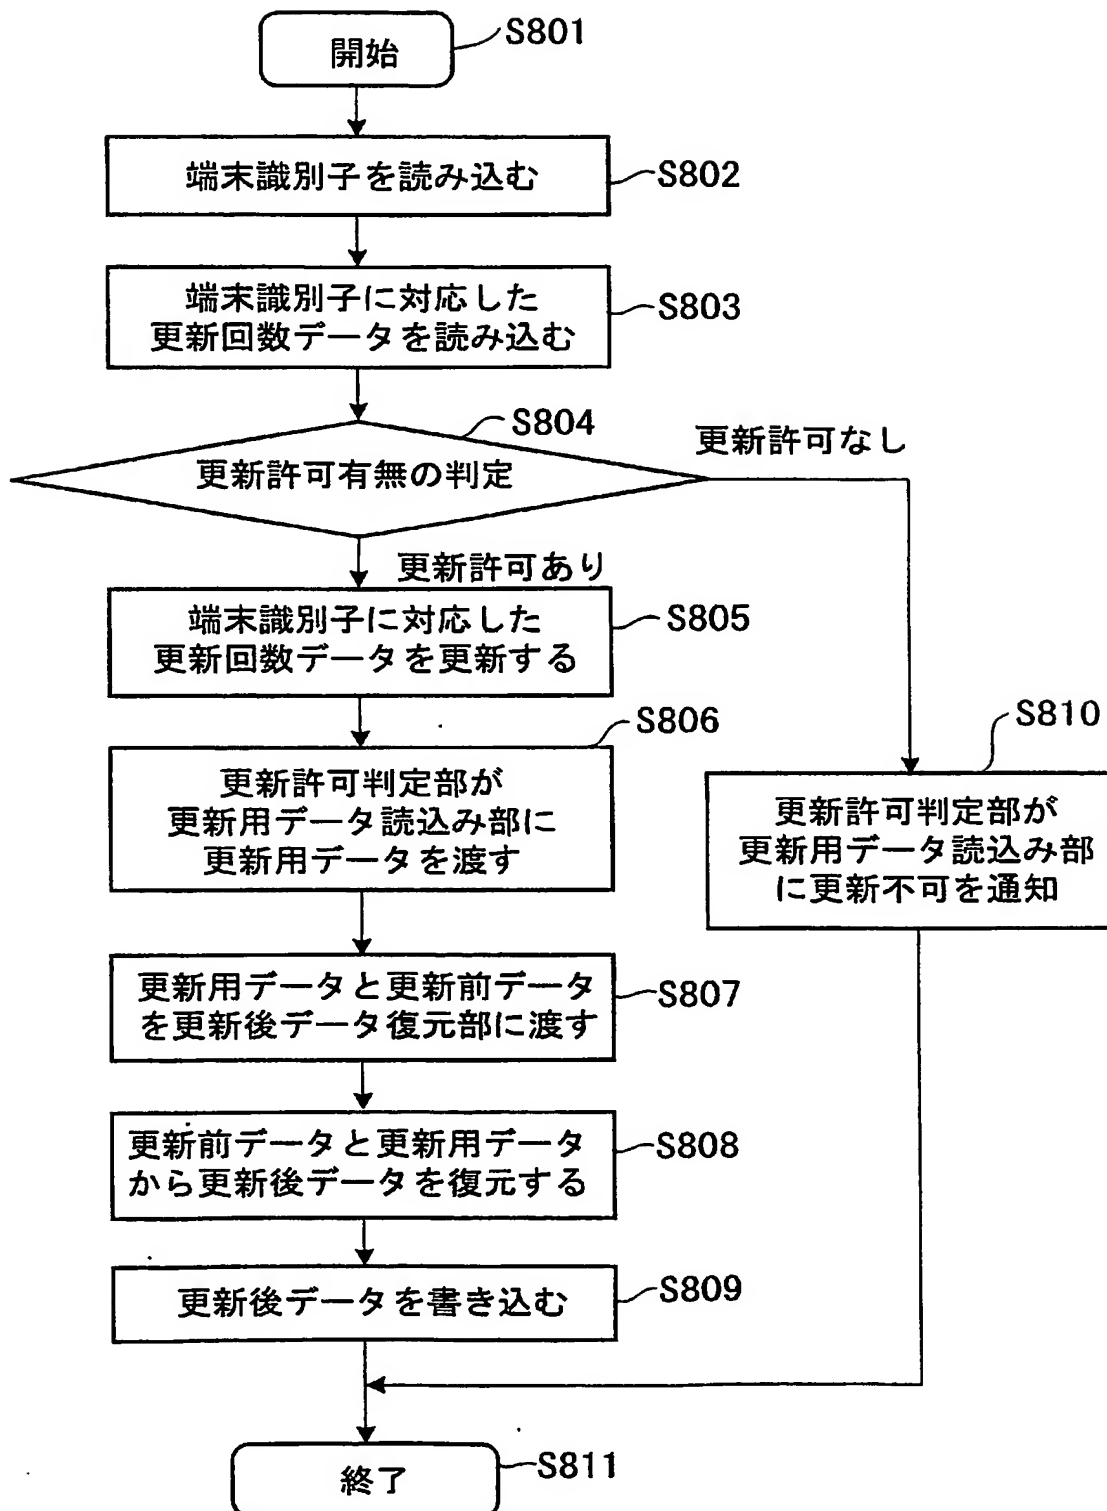 開始
S801
端末識別子を読み込む
S802
端末識別子に対応した
更新回数データを読み込む
S803
S804
更新許可有無の判定
更新許可なし
更新許可あり
端末識別子に対応した
更新回数データを更新する
S805
S806
更新許可判定部が
更新用データ読込み部に
更新用データを渡す
S810
更新許可判定部が
更新用データ読込み部
に更新不可を通知
更新用データと更新前データ
を更新後データ復元部に渡す
S807
更新前データと更新用データ
から更新後データを復元する
S808
更新後データを書き込む
S809
終了
S811